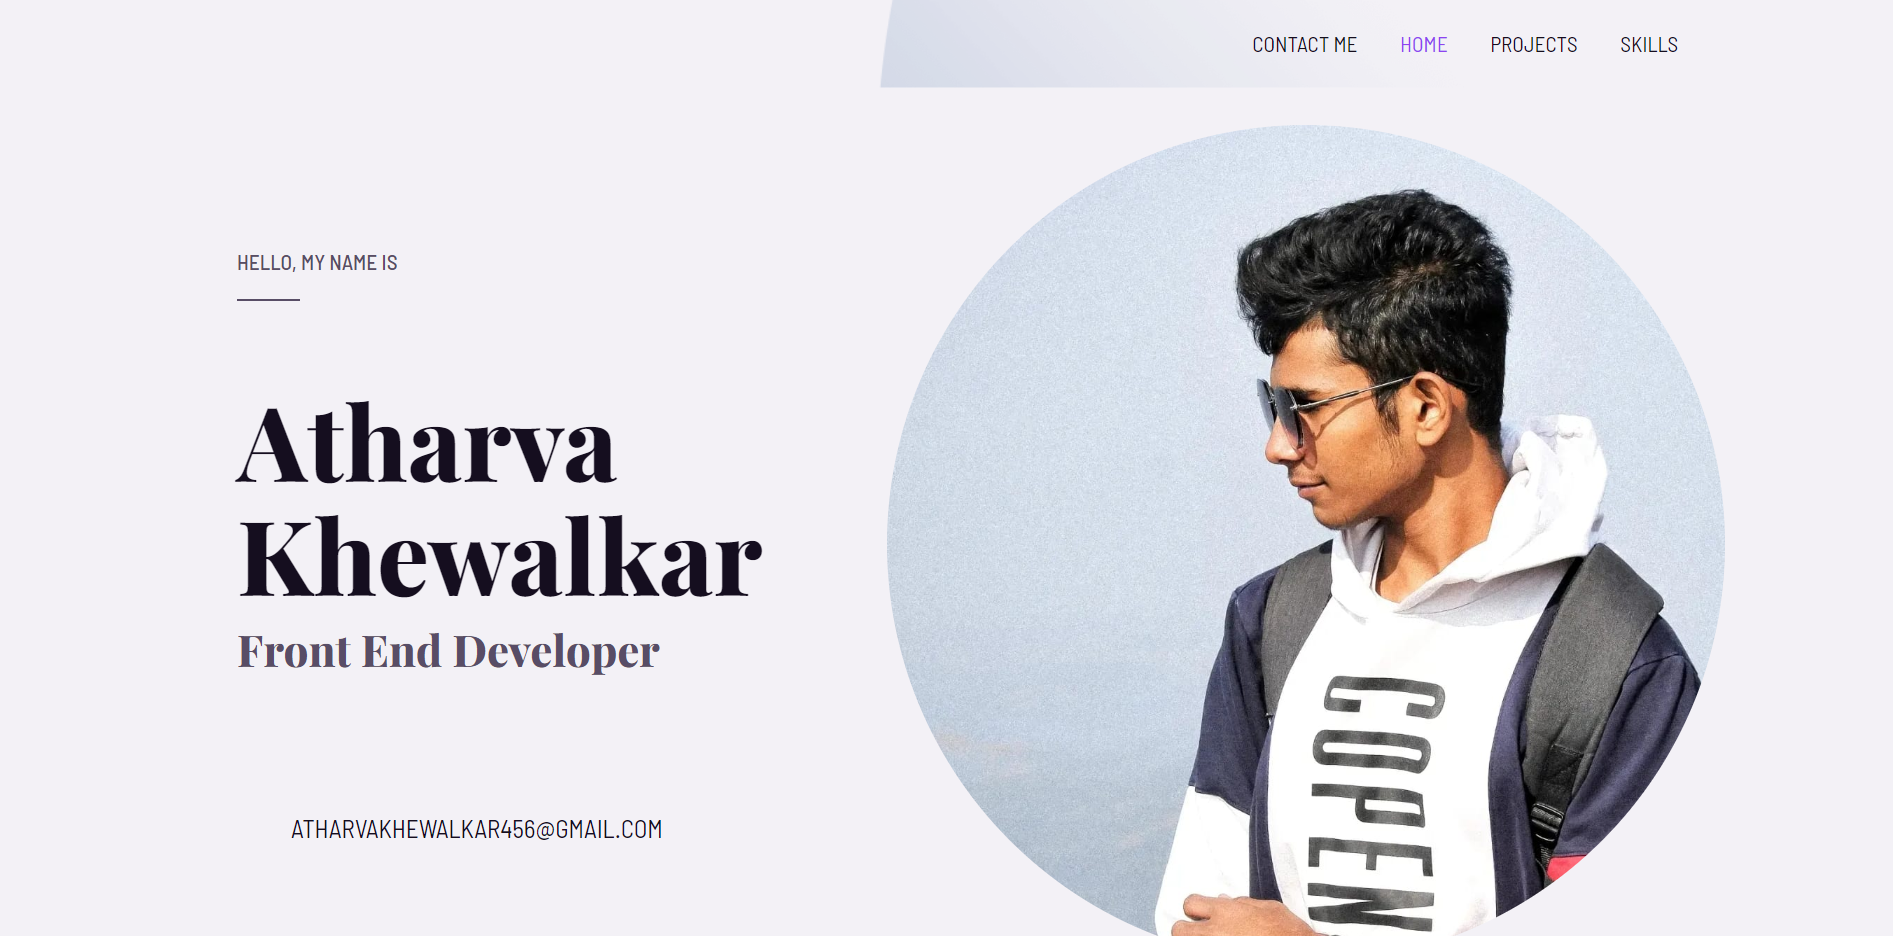 CONTACT ME HOME PROJECTS SKILLS
HELLO, MY NAME IS
Atharva
Khewalkar
Front End Developer
ATHARVAKHEWALKAR456@GMAIL.COM
COPEN